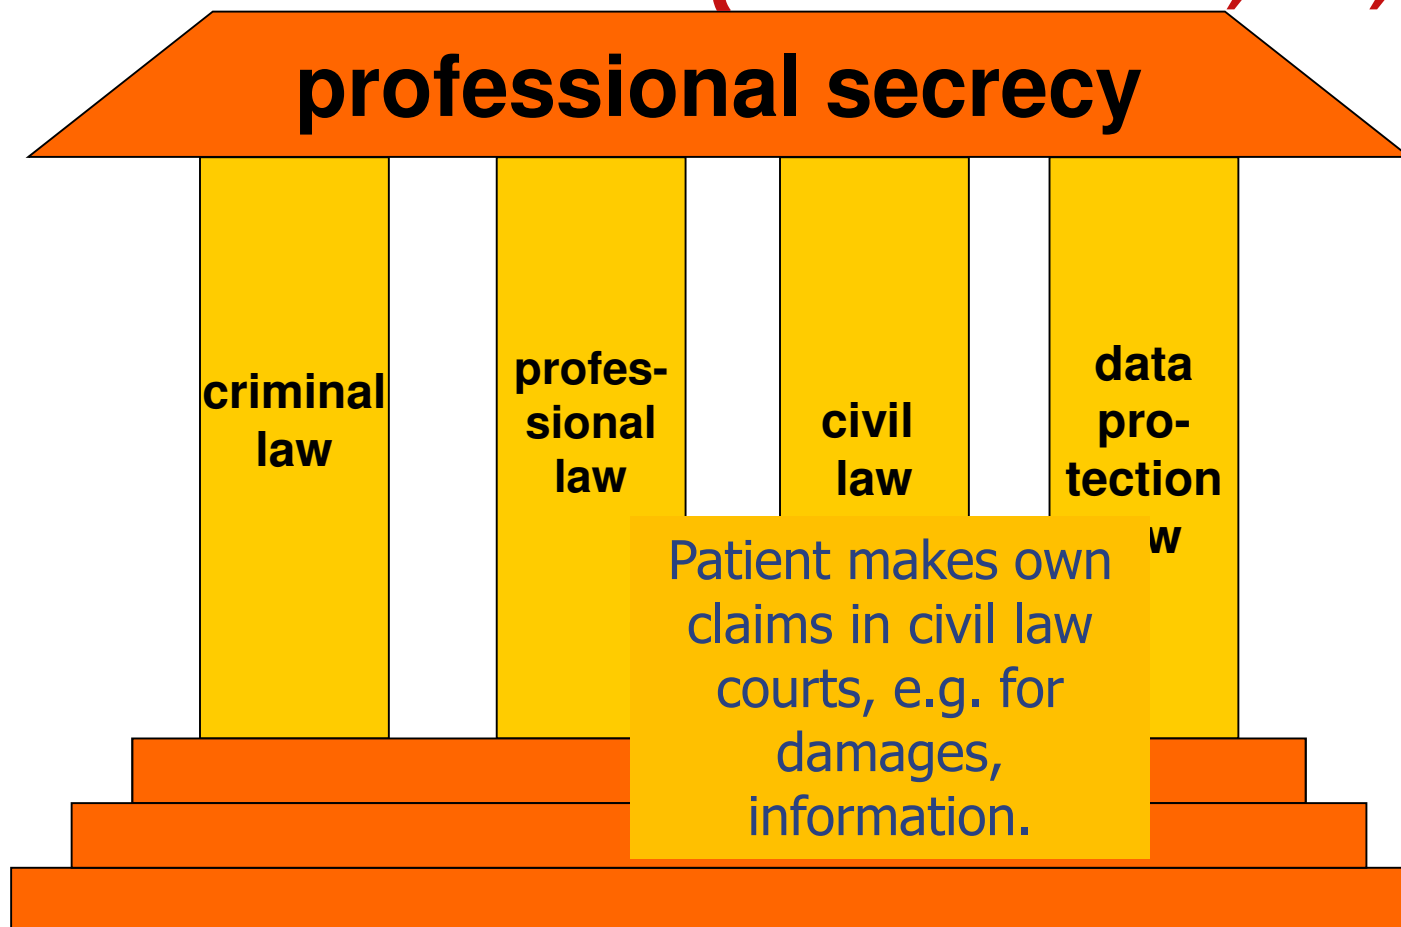 professional secrecy
criminal
law
profes-
sional
law
civil
law
data
pro-
tection
w
Patient makes own
claims in civil law
courts, e.g. for
damages,
information.